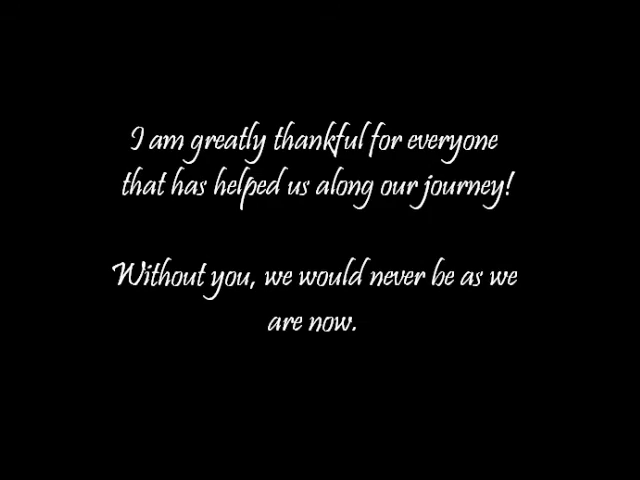 I am greatly thankful for everyone
that has helped us along our journey!
Without you, we would never be as we
are now.